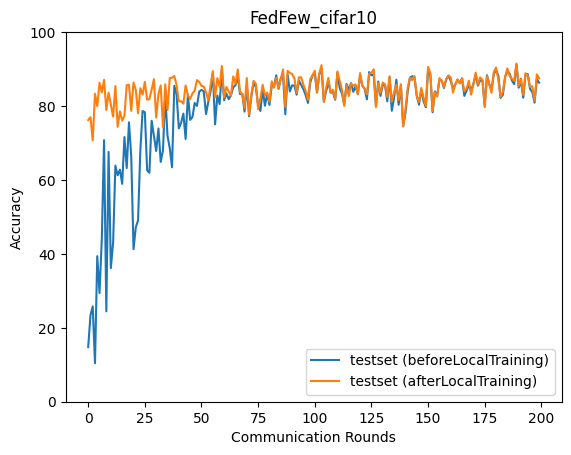 FedFew_cifar10
100
80
60
40
20
0
Accuracy
testset (beforeLocalTraining)
testset (afterLocalTraining)
0 25 50 75 100 125 150 175 200
Communication Rounds